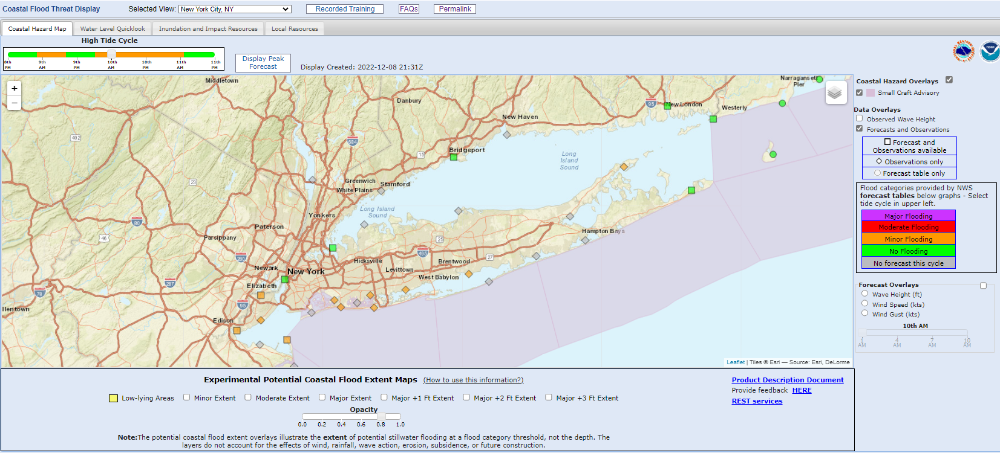 Coastal Flood Threat Display
Selected View: New York City, NY
Recorded Training
FAQs
Permalink
Coastal Hazard Map
Water Level Quicklook
Inundation and Impact Resources
Local Resources
High Tide Cycle
8th PM
9th AM
9th PM
10th AM
10th PM
11th AM
11th PM
Display Peak
Forecast
Display Created: 2022-12-08 21:31Z
+
−
Middletown
Danbury
New Haven
95
New London
Westerly
Narragansett
Pier
402
684
15
Bridgeport
Long
Island
Sound
23
Greenwich
Stamford
White Plains
Long Island
Sound
Yonkers
80
Paterson
46
Parsippany
Hampton Bays
25
495
27
280
Hicksville
Brentwood
Newark
New York
Levittown
West Babylon
287
Elizabeth
78
95
llentown
Edison
Leaflet | Tiles © Esri — Source: Esri, DeLorme
Coastal Hazard Overlays
Small Craft Advisory
Data Overlays
Observed Wave Height
Forecasts and Observations
Forecast and
Observations available
Observations only
Forecast table only
Flood categories provided by NWS
forecast tables below graphs - Select
tide cycle in upper left.
Major Flooding
Moderate Flooding
Minor Flooding
No Flooding
No forecast this cycle
Forecast Overlays
Wave Height (ft)
Wind Speed (kts)
Wind Gust (kts)
10th AM
1 AM
4 AM
7 AM
10 AM
Experimental Potential Coastal Flood Extent Maps (How to use this information?)
Low-lying Areas
Minor Extent
Moderate Extent
Major Extent
Major +1 Ft Extent
Major +2 Ft Extent
Major +3 Ft Extent
Opacity
0.0 0.2 0.4 0.6 0.8 1.0
Note:The potential coastal flood extent overlays illustrate the extent of potential stillwater flooding at a flood category threshold, not the depth. The
layers do not account for the effects of wind, rainfall, wave action, erosion, subsidence, or future construction.
Product Description Document
Provide feedback HERE
REST services